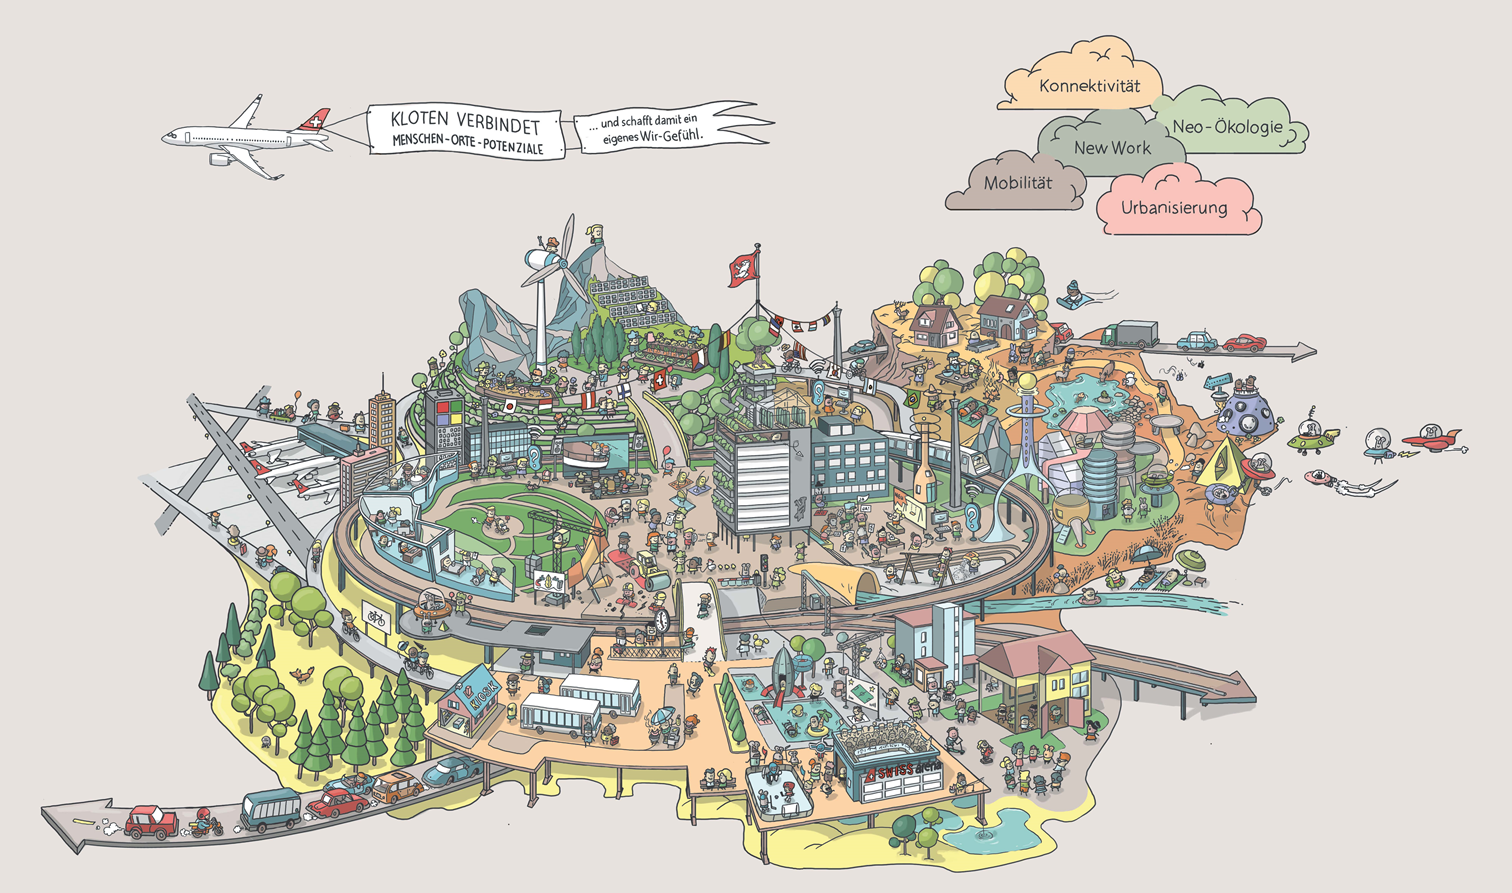 KLOTEN VERBINDET
MENSCHEN-ORTE-POTENZIALE
... und schafft damit ein
eigenes Wir-Gefühl.
Konnektivität
Neo-Ökologie
New Work
Mobilität
Urbanisierung
KIOSK
swiss arena